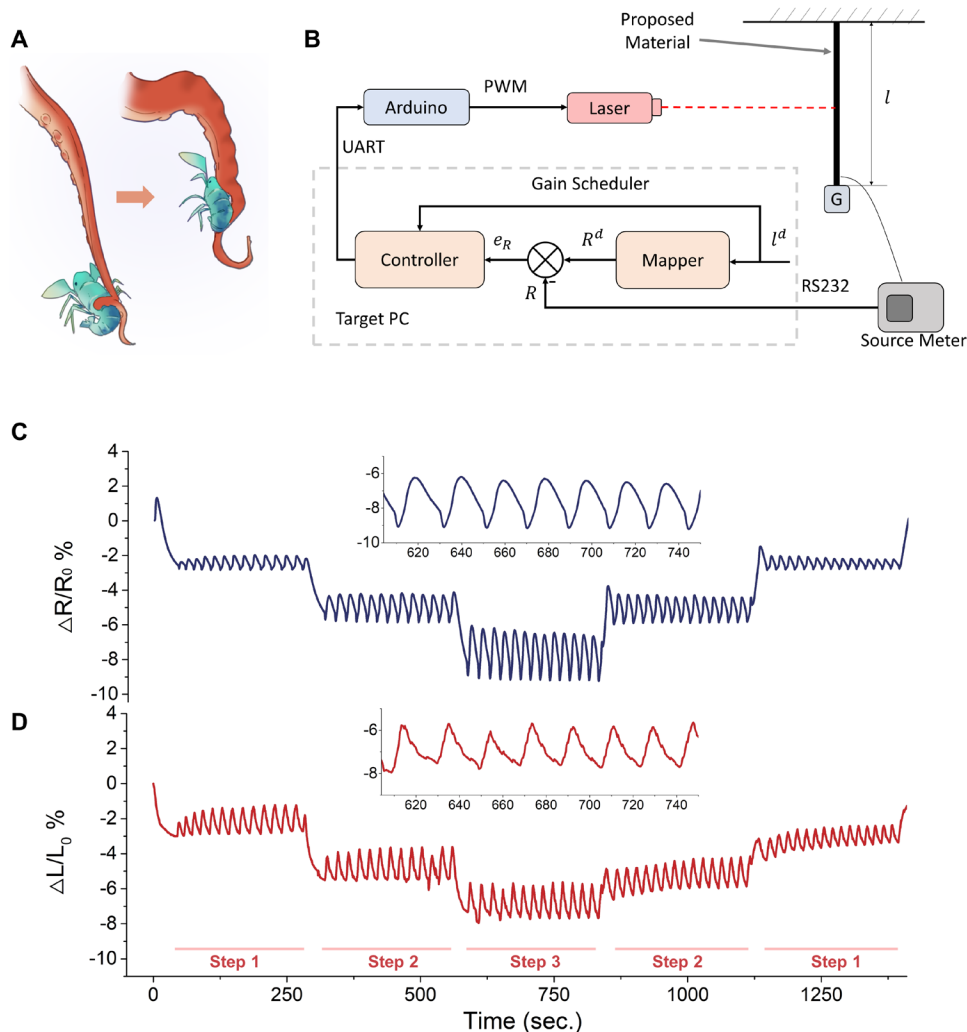 A
B
Proposed
Material
l
Arduino
PWM
Laser
UART
G
Gain Scheduler
Controller
e_R
R^d
Mapper
l^d
R
-
RS232
Target PC
Source Meter
C
4
2
0
-2
-4
-6
-8
-10
△R/R₀ %
-6
-8
-10
620 640 660 680 700 720 740
D
4
2
0
-2
-4
-6
-8
-10
△L/L₀ %
-6
-8
620 640 660 680 700 720 740
Step 1 Step 2 Step 3 Step 2 Step 1
0 250 500 750 1000 1250
Time (sec.)